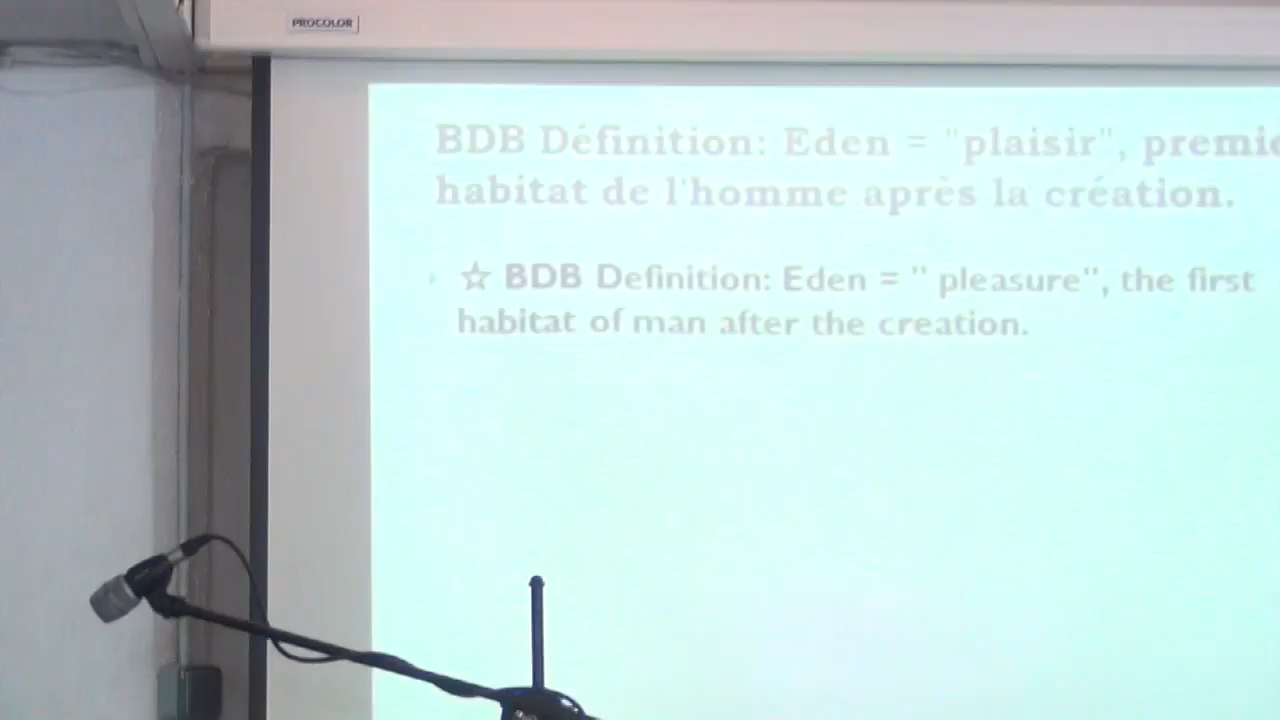 PROCOLOR
BDB Définition: Eden = "plaisir", premie
habitat de l'homme après la création.
☆ BDB Definition: Eden = " pleasure", the first
habitat of man after the creation.